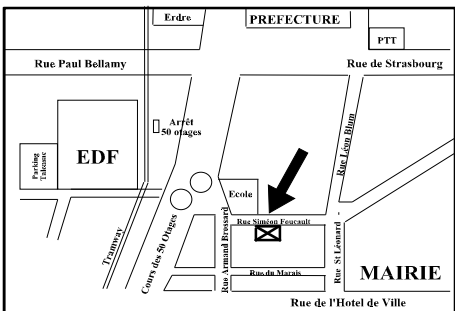 Erdre
PREFECTURE
PTT
Rue Paul Bellamy
Rue de Strasbourg
Arrêt
50 otages
Parking
Talensac
EDF
Rue Léon Blum
Ecole
Rue Siméon Foucault
Tramway
Cours des 50 Otages
Rue Armand Brossard
Rue du Marais
Rue St Léonard -
MAIRIE
Rue de l'Hotel de Ville